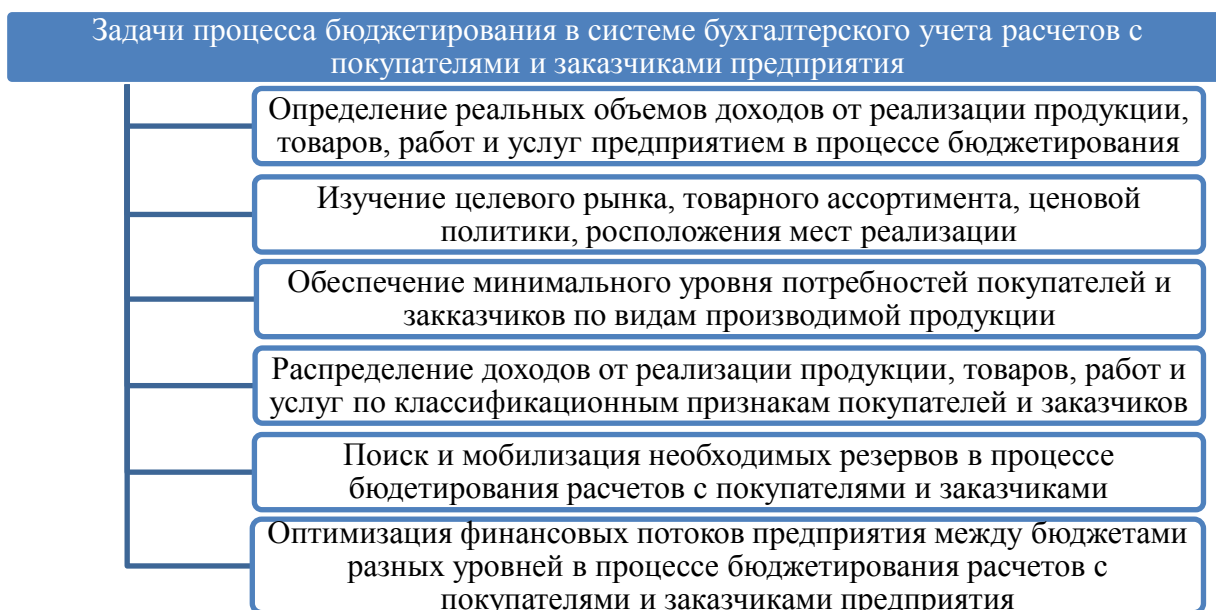 Задачи процесса бюджетирования в системе бухгалтерского учета расчетов с
покупателями и заказчиками предприятия
Определение реальных объемов доходов от реализации продукции,
товаров, работ и услуг предприятием в процессе бюджетирования
Изучение целевого рынка, товарного ассортимента, ценовой
политики, росположения мест реализации
Обеспечение минимального уровня потребностей покупателей и
закказчиков по видам производимой продукции
Распределение доходов от реализации продукции, товаров, работ и
услуг по классификационным признакам покупателей и заказчиков
Поиск и мобилизация необходимых резервов в процессе
бюдетирования расчетов с покупателями и заказчиками
Оптимизация финансовых потоков предприятия между бюджетами
разных уровней в процессе бюджетирования расчетов с
покупателями и заказчиками предприятия